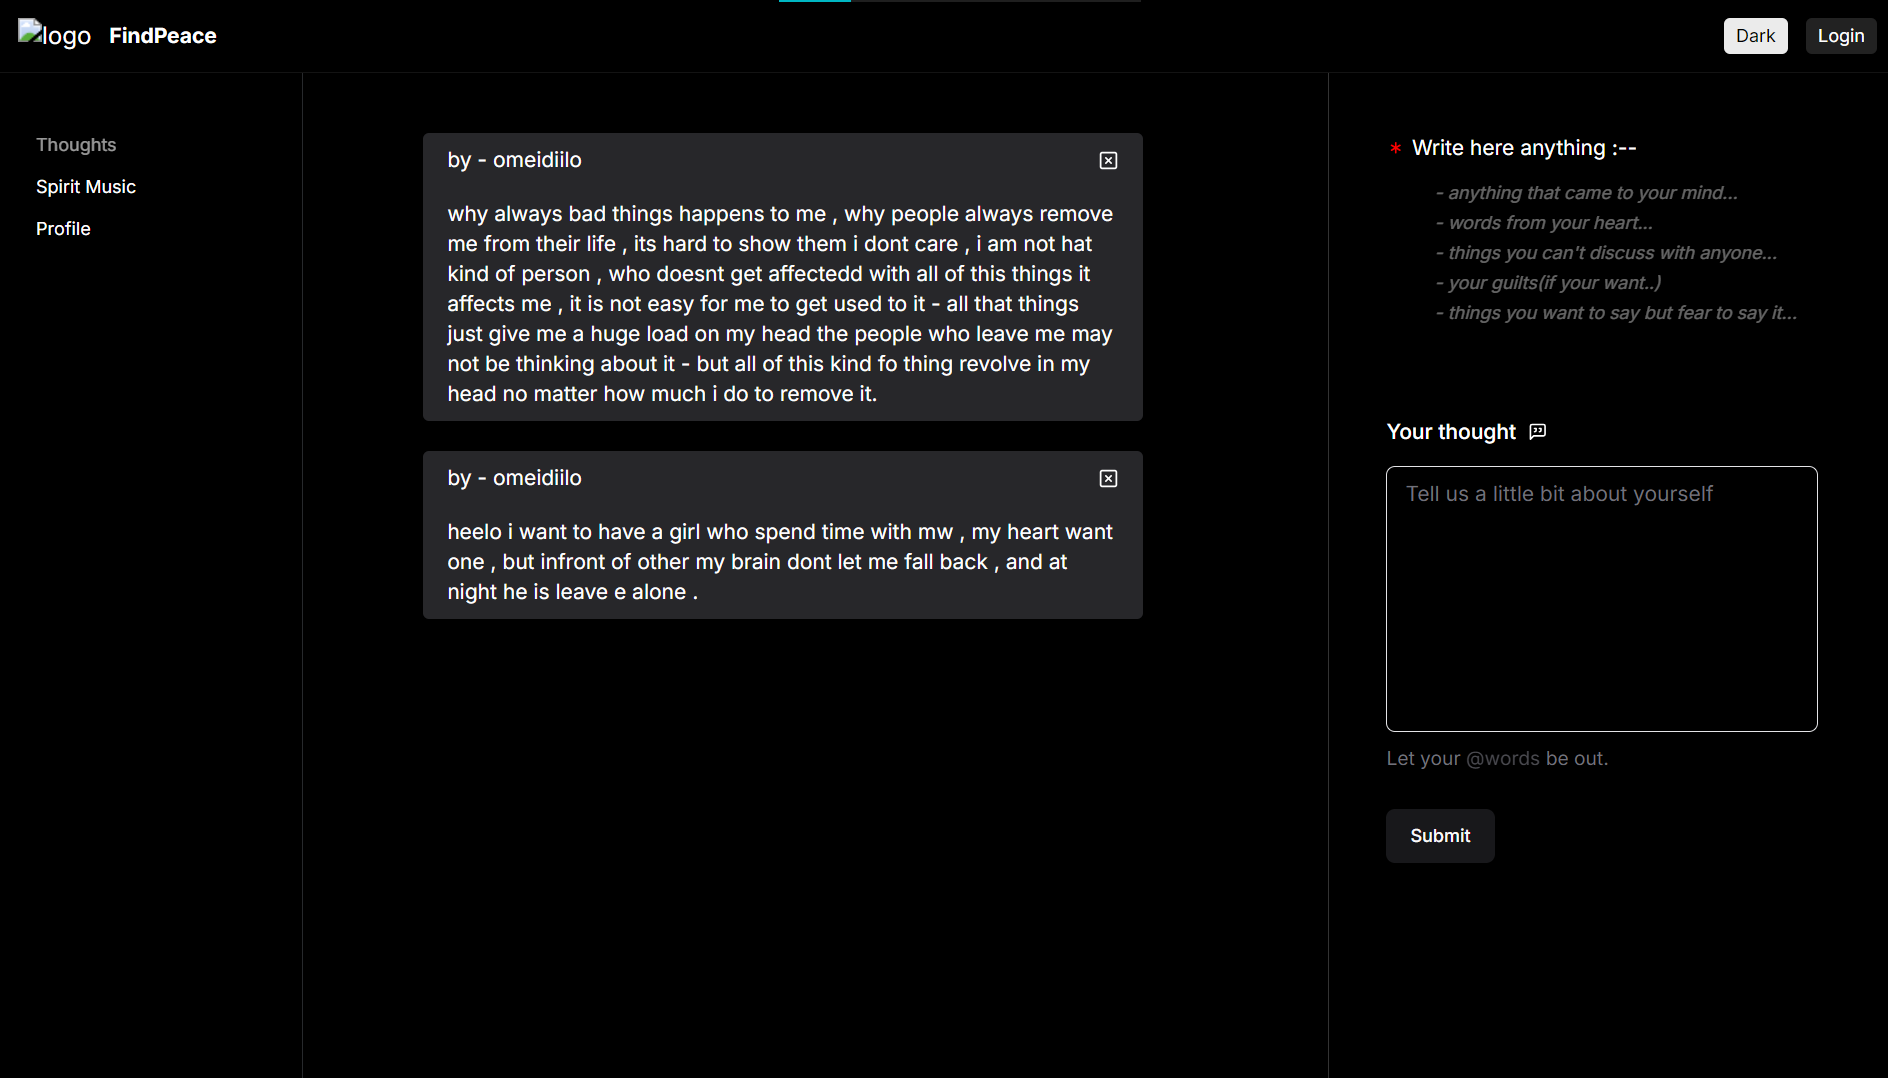 logo FindPeace
Dark Login
Thoughts
Spirit Music
Profile
by - omeidiilo
why always bad things happens to me , why people always remove
me from their life , its hard to show them i dont care , i am not hat
kind of person , who doesnt get affectedd with all of this things it
affects me , it is not easy for me to get used to it - all that things
just give me a huge load on my head the people who leave me may
not be thinking about it - but all of this kind fo thing revolve in my
head no matter how much i do to remove it.
by - omeidiilo
heelo i want to have a girl who spend time with mw , my heart want
one , but infront of other my brain dont let me fall back , and at
night he is leave e alone .
* Write here anything :--
- anything that came to your mind...
- words from your heart...
- things you can't discuss with anyone...
- your guilts(if your want..)
- things you want to say but fear to say it...
Your thought
Tell us a little bit about yourself
Let your @words be out.
Submit